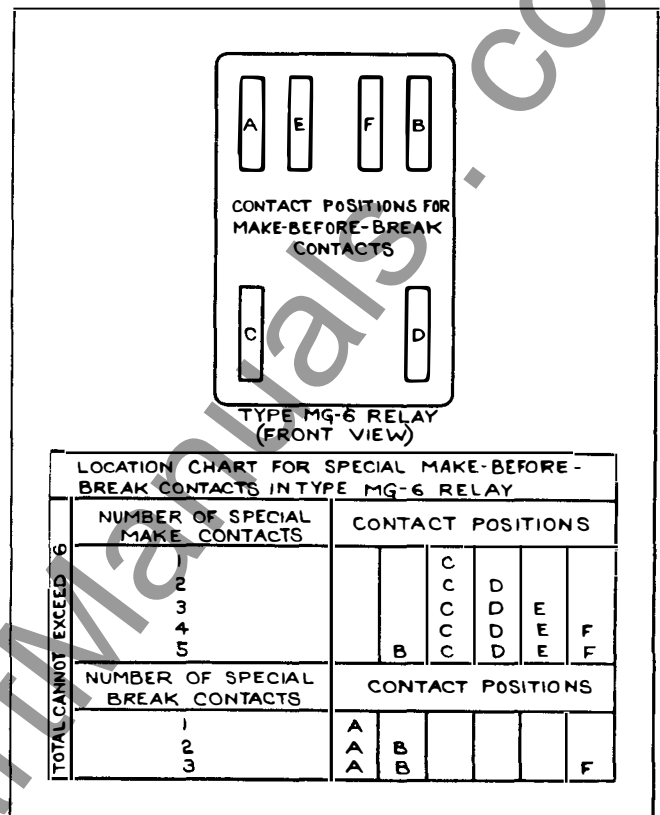 A E F B
CONTACT POSITIONS FOR
MAKE-BEFORE-BREAK
CONTACTS
C D
TYPE MG-6 RELAY
(FRONT VIEW)
LOCATION CHART FOR SPECIAL MAKE-BEFORE-
BREAK CONTACTS IN TYPE MG-6 RELAY
TOTAL CANNOT EXCEED 6
NUMBER OF SPECIAL
MAKE CONTACTS
CONTACT POSITIONS
1 C
2 C D
3 C D E
4 C D E F
5 B C D E F
NUMBER OF SPECIAL
BREAK CONTACTS
CONTACT POSITIONS
1 A
2 A B
3 A B F
rtManuals.co